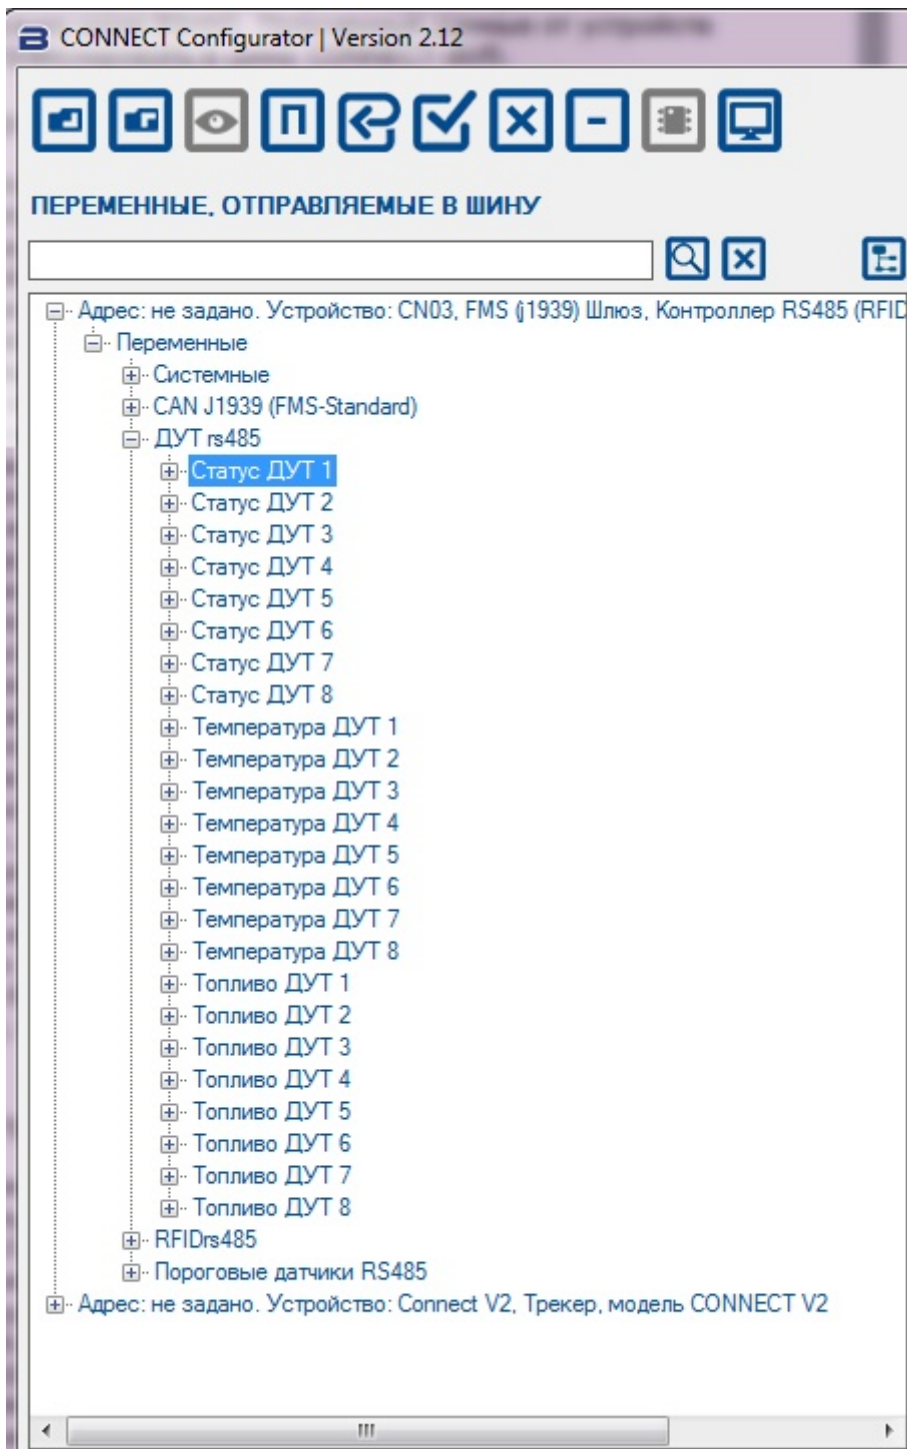 CONNECT Configurator | Version 2.12
ПЕРЕМЕННЫЕ, ОТПРАВЛЯЕМЫЕ В ШИНУ
Адрес: не задано. Устройство: CN03, FMS (j1939) Шлюз, Контроллер RS485 (RFID
Переменные
Системные
CAN J1939 (FMS-Standard)
ДУТ rs485
Статус ДУТ 1
Статус ДУТ 2
Статус ДУТ 3
Статус ДУТ 4
Статус ДУТ 5
Статус ДУТ 6
Статус ДУТ 7
Статус ДУТ 8
Температура ДУТ 1
Температура ДУТ 2
Температура ДУТ 3
Температура ДУТ 4
Температура ДУТ 5
Температура ДУТ 6
Температура ДУТ 7
Температура ДУТ 8
Топливо ДУТ 1
Топливо ДУТ 2
Топливо ДУТ 3
Топливо ДУТ 4
Топливо ДУТ 5
Топливо ДУТ 6
Топливо ДУТ 7
Топливо ДУТ 8
RFIDrs485
Пороговые датчики RS485
Адрес: не задано. Устройство: Connect V2, Трекер, модель CONNECT V2